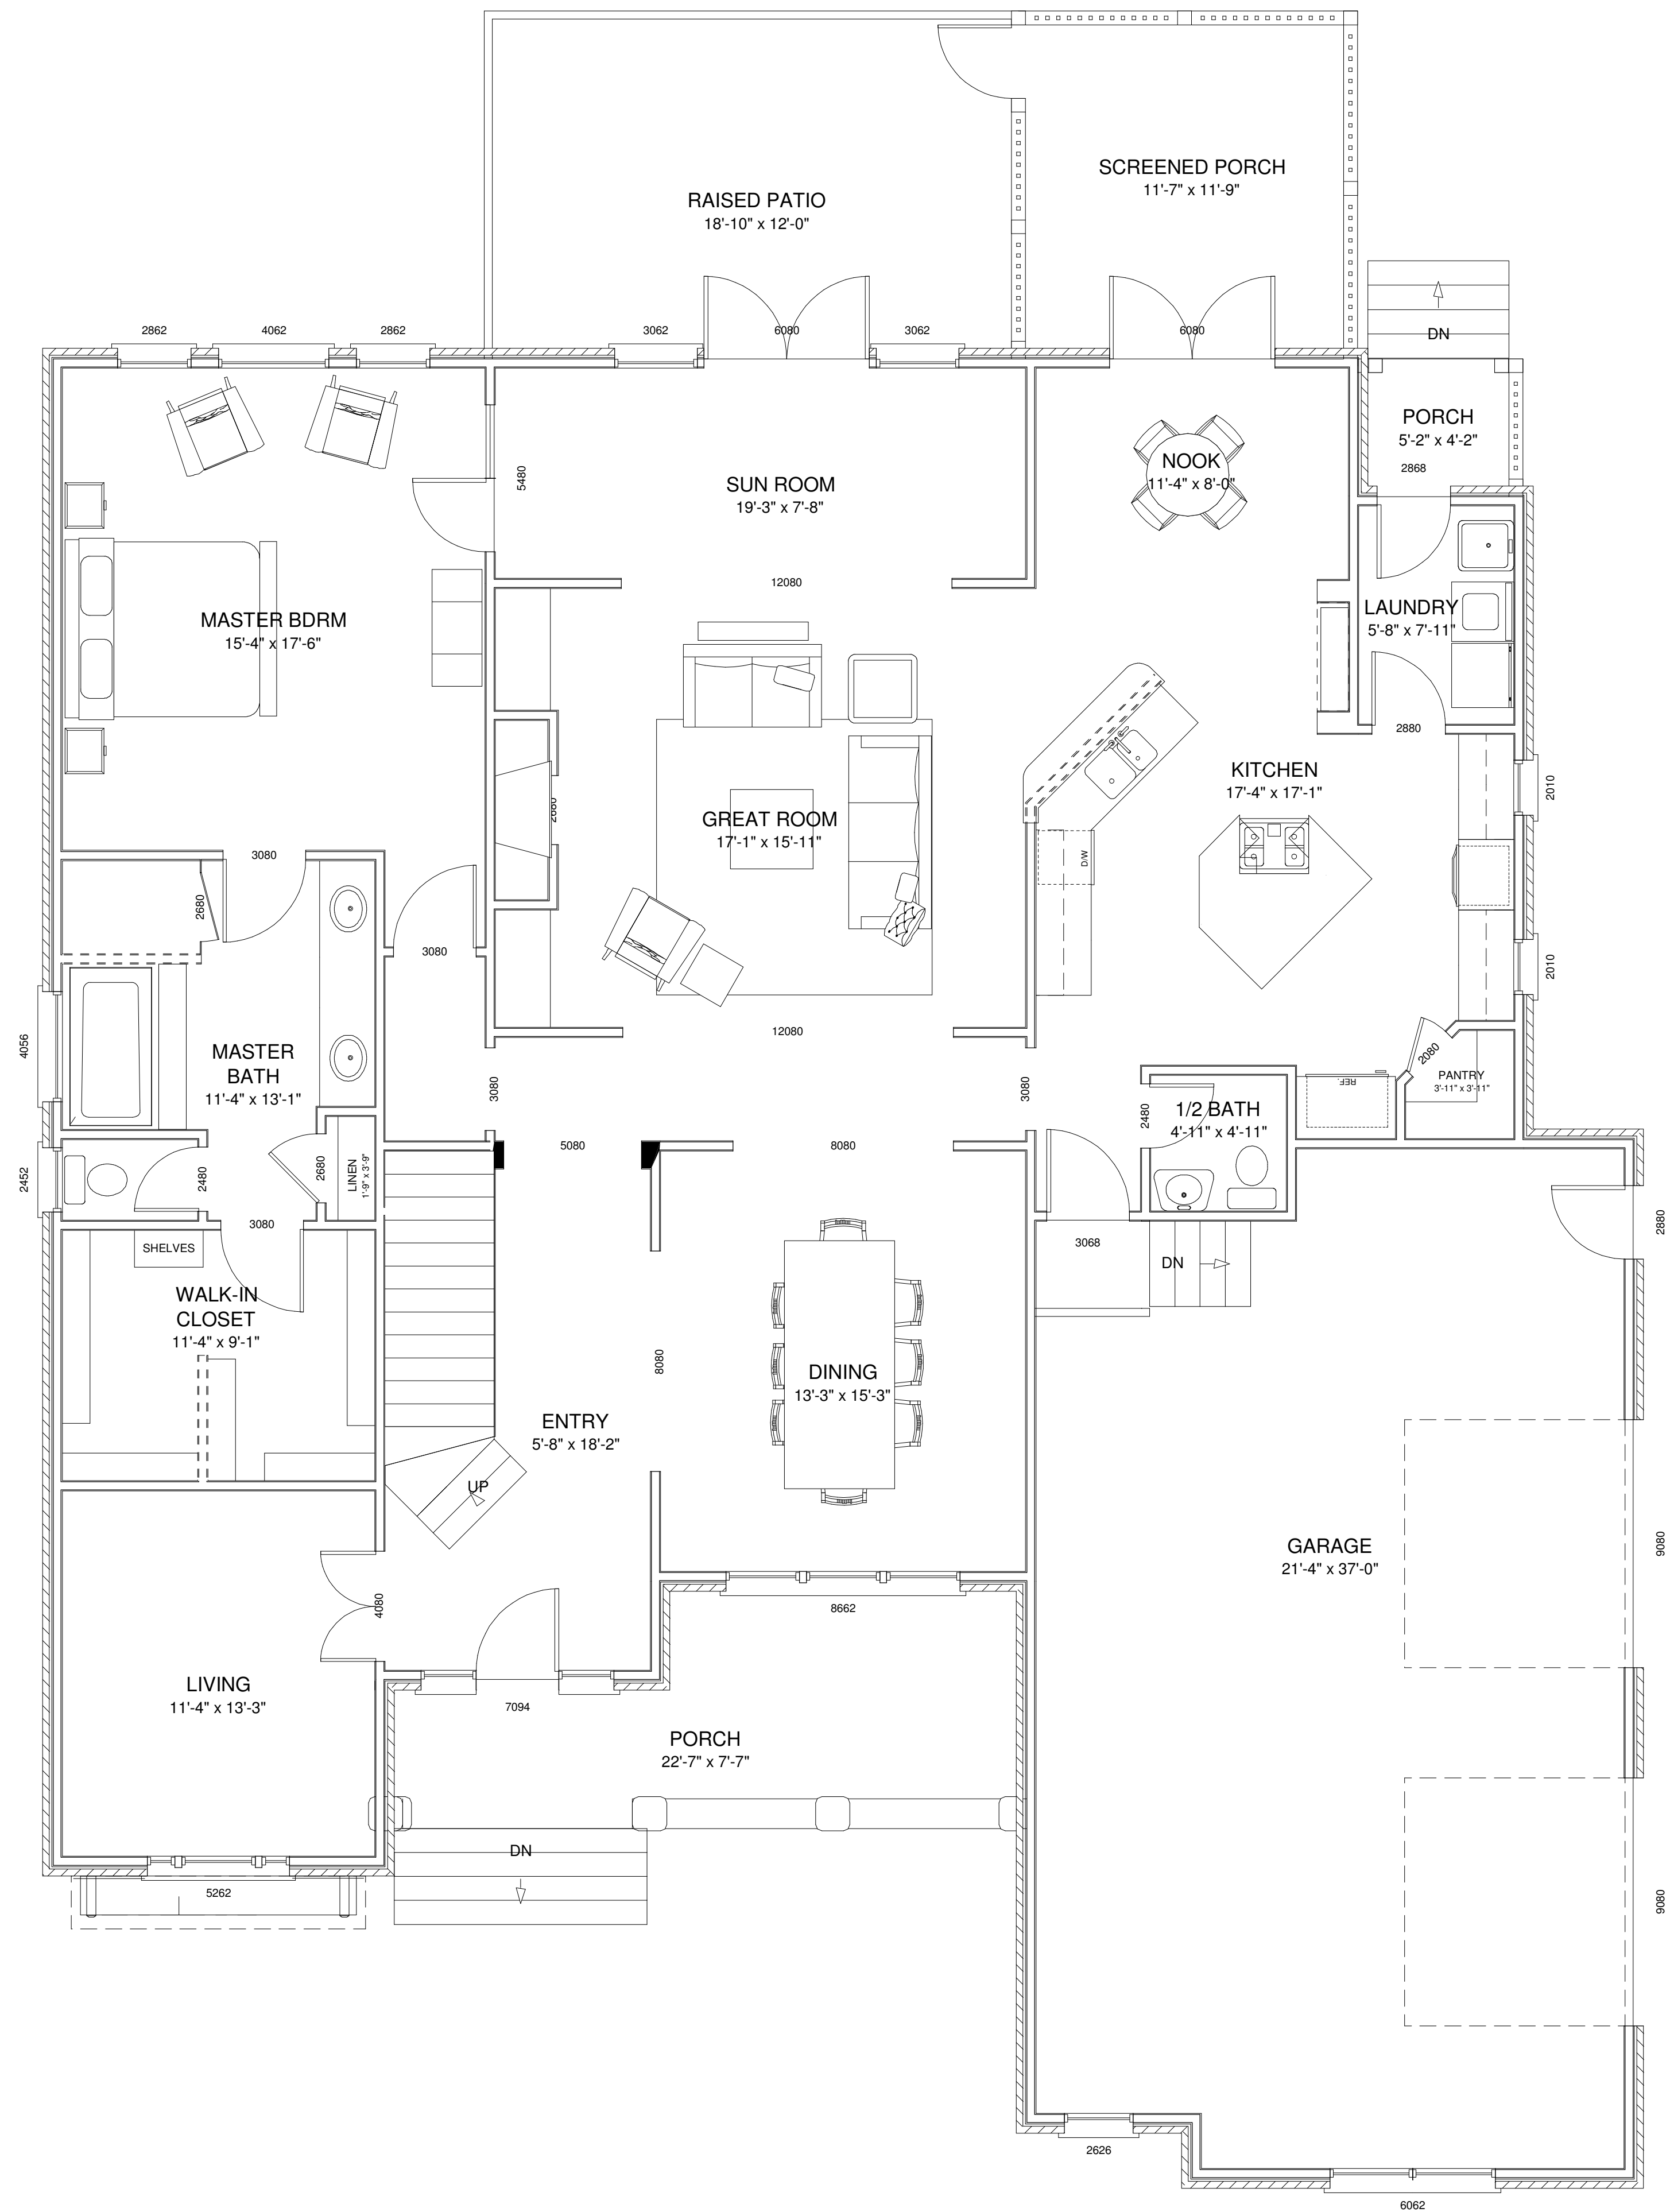 SCREENED PORCH
11'-7" x 11'-9"
RAISED PATIO
18'-10" x 12'-0"
2862
4062
2862
3062
6080
3062
6080
DN
PORCH
5'-2" x 4'-2"
2868
NOOK
11'-4" x 8'-0"
5480
SUN ROOM
19'-3" x 7'-8"
12080
MASTER BDRM
15'-4" x 17'-6"
LAUNDRY
5'-8" x 7'-11"
2880
KITCHEN
17'-4" x 17'-1"
2010
2680
GREAT ROOM
17'-1" x 15'-11"
D/W
3080
2680
3080
2010
12080
4056
MASTER
BATH
11'-4" x 13'-1"
3080
3080
2080
PANTRY
3'-11" x 3'-11"
REF.
1/2 BATH
4'-11" x 4'-11"
2480
5080
8080
2452
2480
2680
LINEN
1'-9" x 3'-9"
3080
2880
SHELVES
3068
DN
WALK-IN
CLOSET
11'-4" x 9'-1"
8080
DINING
13'-3" x 15'-3"
ENTRY
5'-8" x 18'-2"
UP
GARAGE
21'-4" x 37'-0"
9080
4080
8662
LIVING
11'-4" x 13'-3"
7094
PORCH
22'-7" x 7'-7"
DN
5262
9080
2626
6062